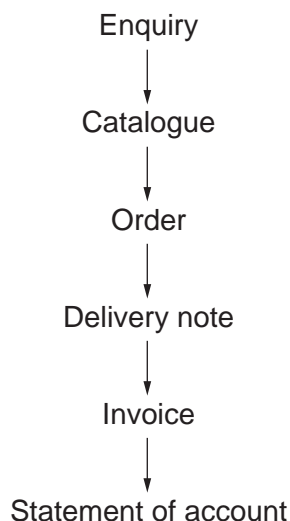 Enquiry
Catalogue
Order
Delivery note
Invoice
Statement of account